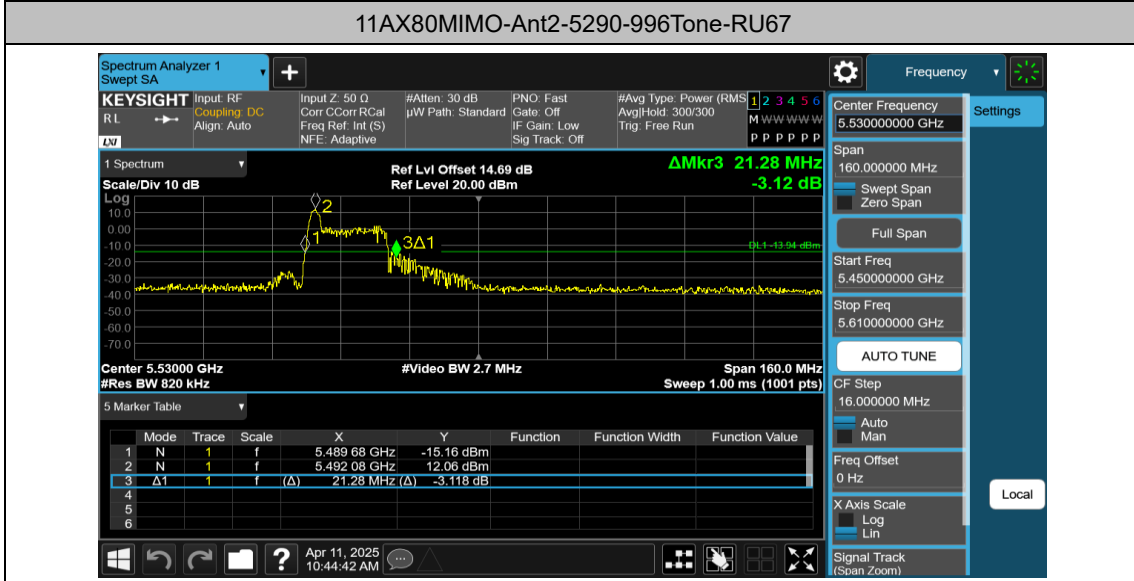 11AX80MIMO-Ant2-5290-996Tone-RU67
Spectrum Analyzer 1
Swept SA
+
Frequency
KEYSIGHT
R L
LXI
Input: RF
Coupling: DC
Align: Auto
Input Z: 50 Ω
Corr CCorr RCal
Freq Ref: Int (S)
NFE: Adaptive
#Atten: 30 dB
µW Path: Standard
PNO: Fast
Gate: Off
IF Gain: Low
Sig Track: Off
#Avg Type: Power (RMS
Avg|Hold: 300/300
Trig: Free Run
1 2 3 4 5 6
M W W W W W
P P P P P P
1 Spectrum
Scale/Div 10 dB
Ref Lvl Offset 14.69 dB
Ref Level 20.00 dBm
ΔMkr3 21.28 MHz
-3.12 dB
Log
10.0
0.00
-10.0
-20.0
-30.0
-40.0
-50.0
-60.0
-70.0
2
1
3Δ1
DL1 -13.94 dBm
Center 5.53000 GHz
#Video BW 2.7 MHz
Span 160.0 MHz
#Res BW 820 kHz
Sweep 1.00 ms (1001 pts)
5 Marker Table
Mode Trace Scale X Y Function Function Width Function Value
1 N 1 f 5.489 68 GHz -15.16 dBm
2 N 1 f 5.492 08 GHz 12.06 dBm
3 Δ1 1 f (Δ) 21.28 MHz (Δ) -3.118 dB
4
5
6
?
Apr 11, 2025
10:44:42 AM
Center Frequency
5.530000000 GHz
Settings
Span
160.000000 MHz
Swept Span
Zero Span
Full Span
Start Freq
5.450000000 GHz
Stop Freq
5.610000000 GHz
AUTO TUNE
CF Step
16.000000 MHz
Auto
Man
Freq Offset
0 Hz
X Axis Scale
Log
Lin
Signal Track
(Span Zoom)
Local